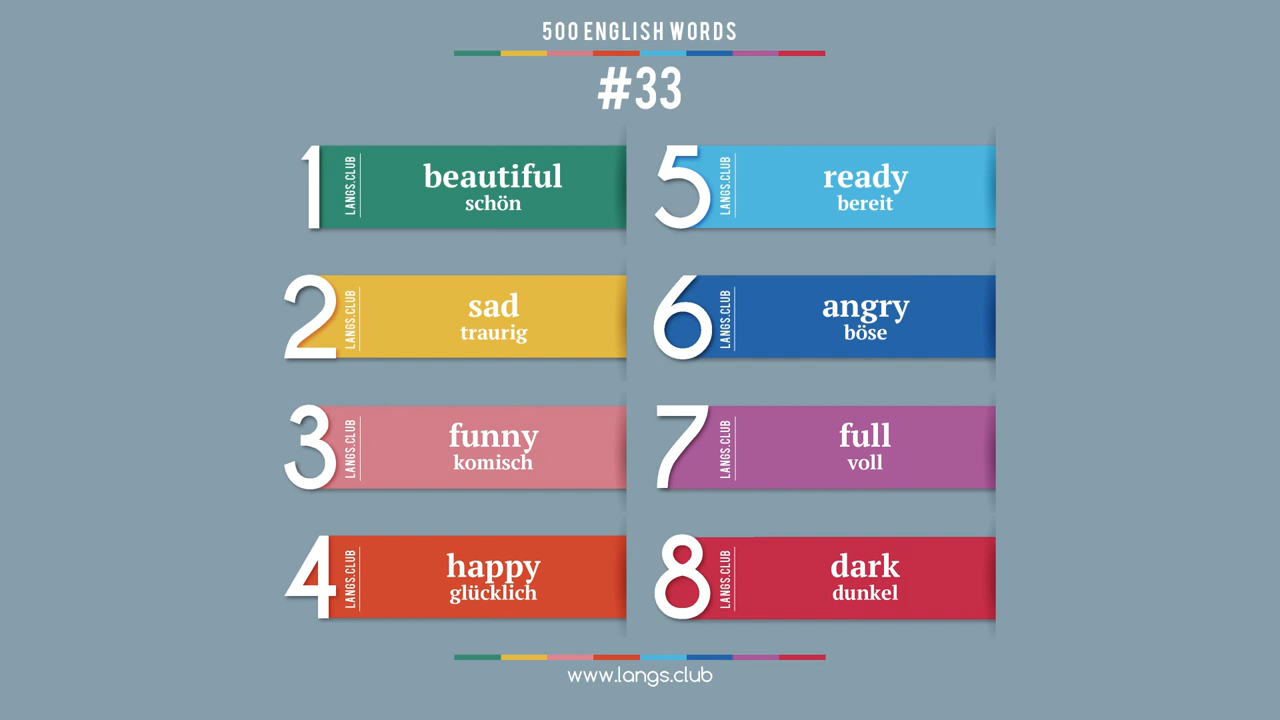 500 ENGLISH WORDS
#33
1
LANGS.CLUB
beautiful
schön
2
LANGS.CLUB
sad
traurig
3
LANGS.CLUB
funny
komisch
4
LANGS.CLUB
happy
glücklich
5
LANGS.CLUB
ready
bereit
6
LANGS.CLUB
angry
böse
7
LANGS.CLUB
full
voll
8
LANGS.CLUB
dark
dunkel
www.langs.club